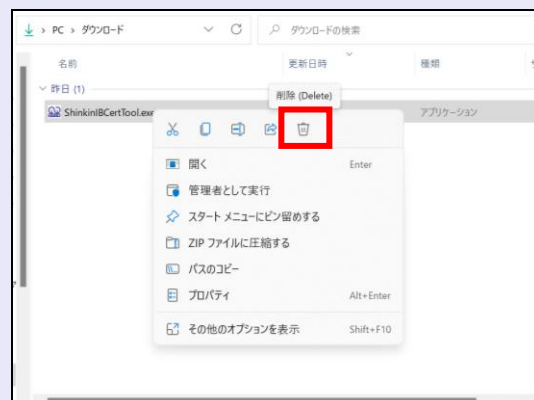 PC > ダウンロード
ダウンロードの検索
名前 更新日時 種類
昨日 (1)
削除 (Delete)
ShinkinIBCertTool.exe アプリケーション
開く Enter
管理者として実行
スタート メニューにピン留めする
ZIP ファイルに圧縮する
パスのコピー
プロパティ Alt+Enter
その他のオプションを表示 Shift+F10